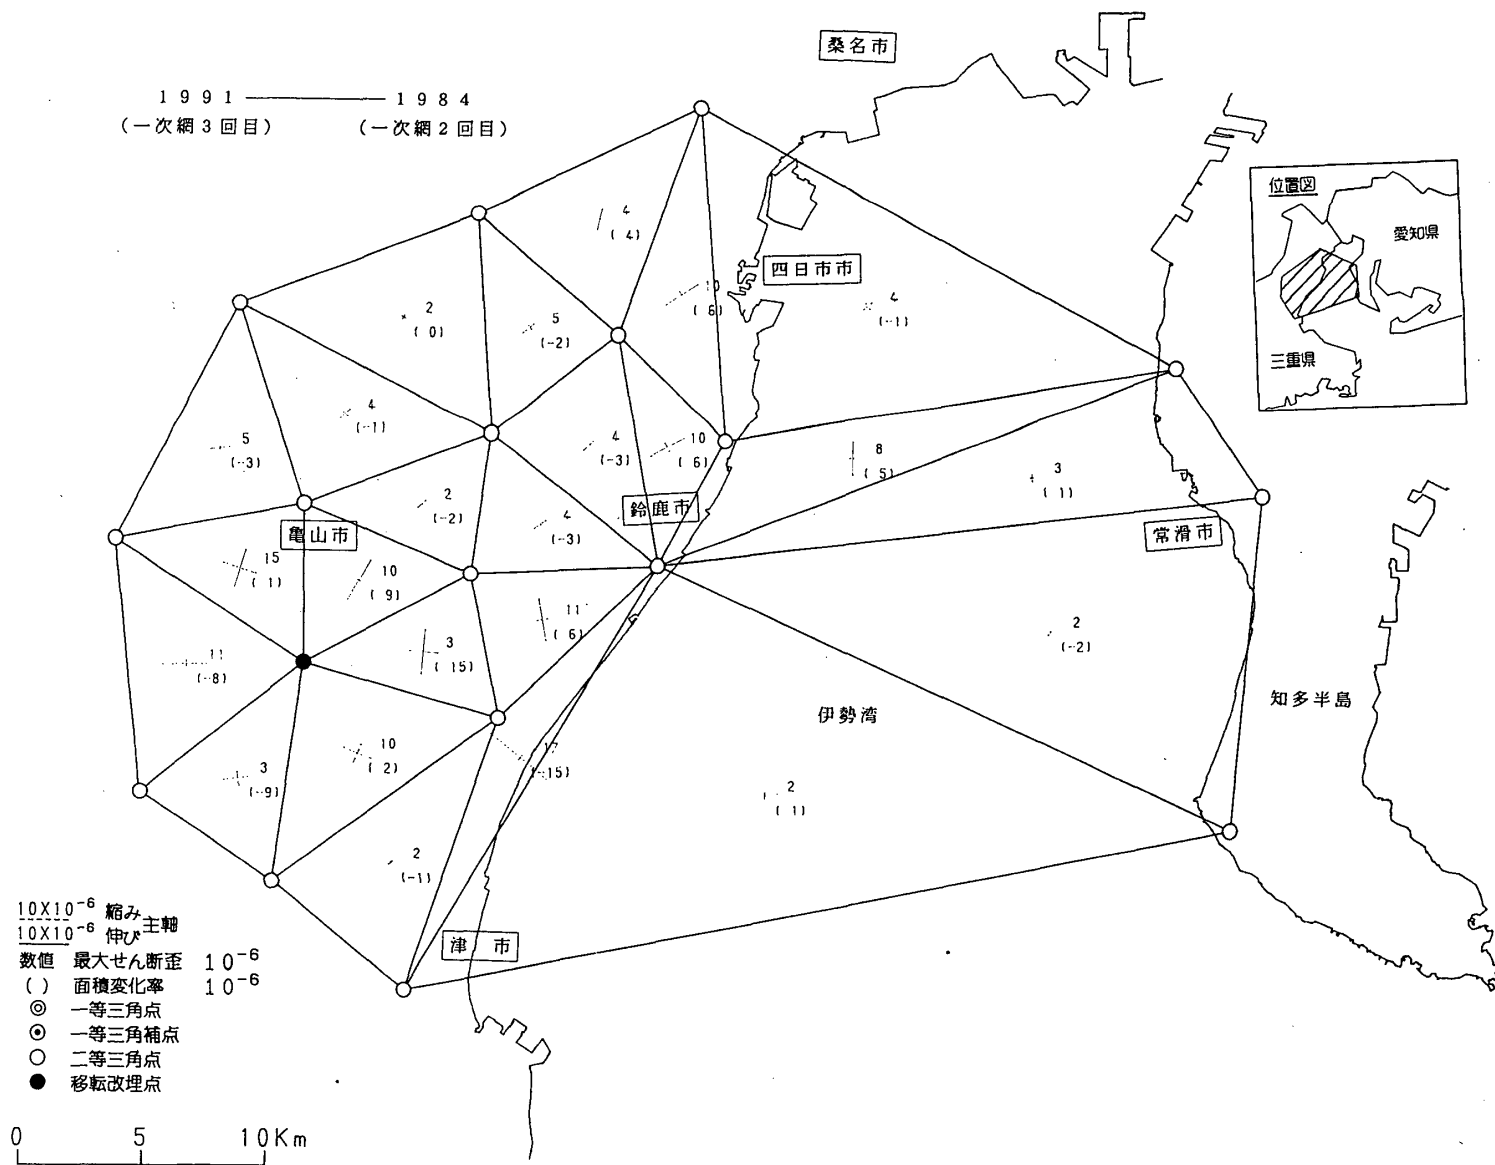 1991 ――― 1984
(一次網3回目) (一次網2回目)
桑名市
位置図
愛知県
三重県
四日市市
4
( 4)
10
( 6)
4
(-1)
2
( 0)
5
(-2)
4
(-1)
5
(-3)
4
(-3)
10
( 6)
8
( 5)
3
( 1)
鈴鹿市
常滑市
亀山市
2
(-2)
4
(-3)
15
( 1)
10
( 9)
11
( 6)
2
(-2)
3
( 15)
11
(-8)
知多半島
伊勢湾
10
( 2)
17
(-15)
3
(-9)
2
( 1)
2
(-1)
津 市
10X10⁻⁶ 縮み
主軸
10X10⁻⁶ 伸び
数値 最大せん断歪 10⁻⁶
( ) 面積変化率 10⁻⁶
◎ 一等三角点
◉ 一等三角補点
○ 二等三角点
● 移転改埋点
0 5 10Km